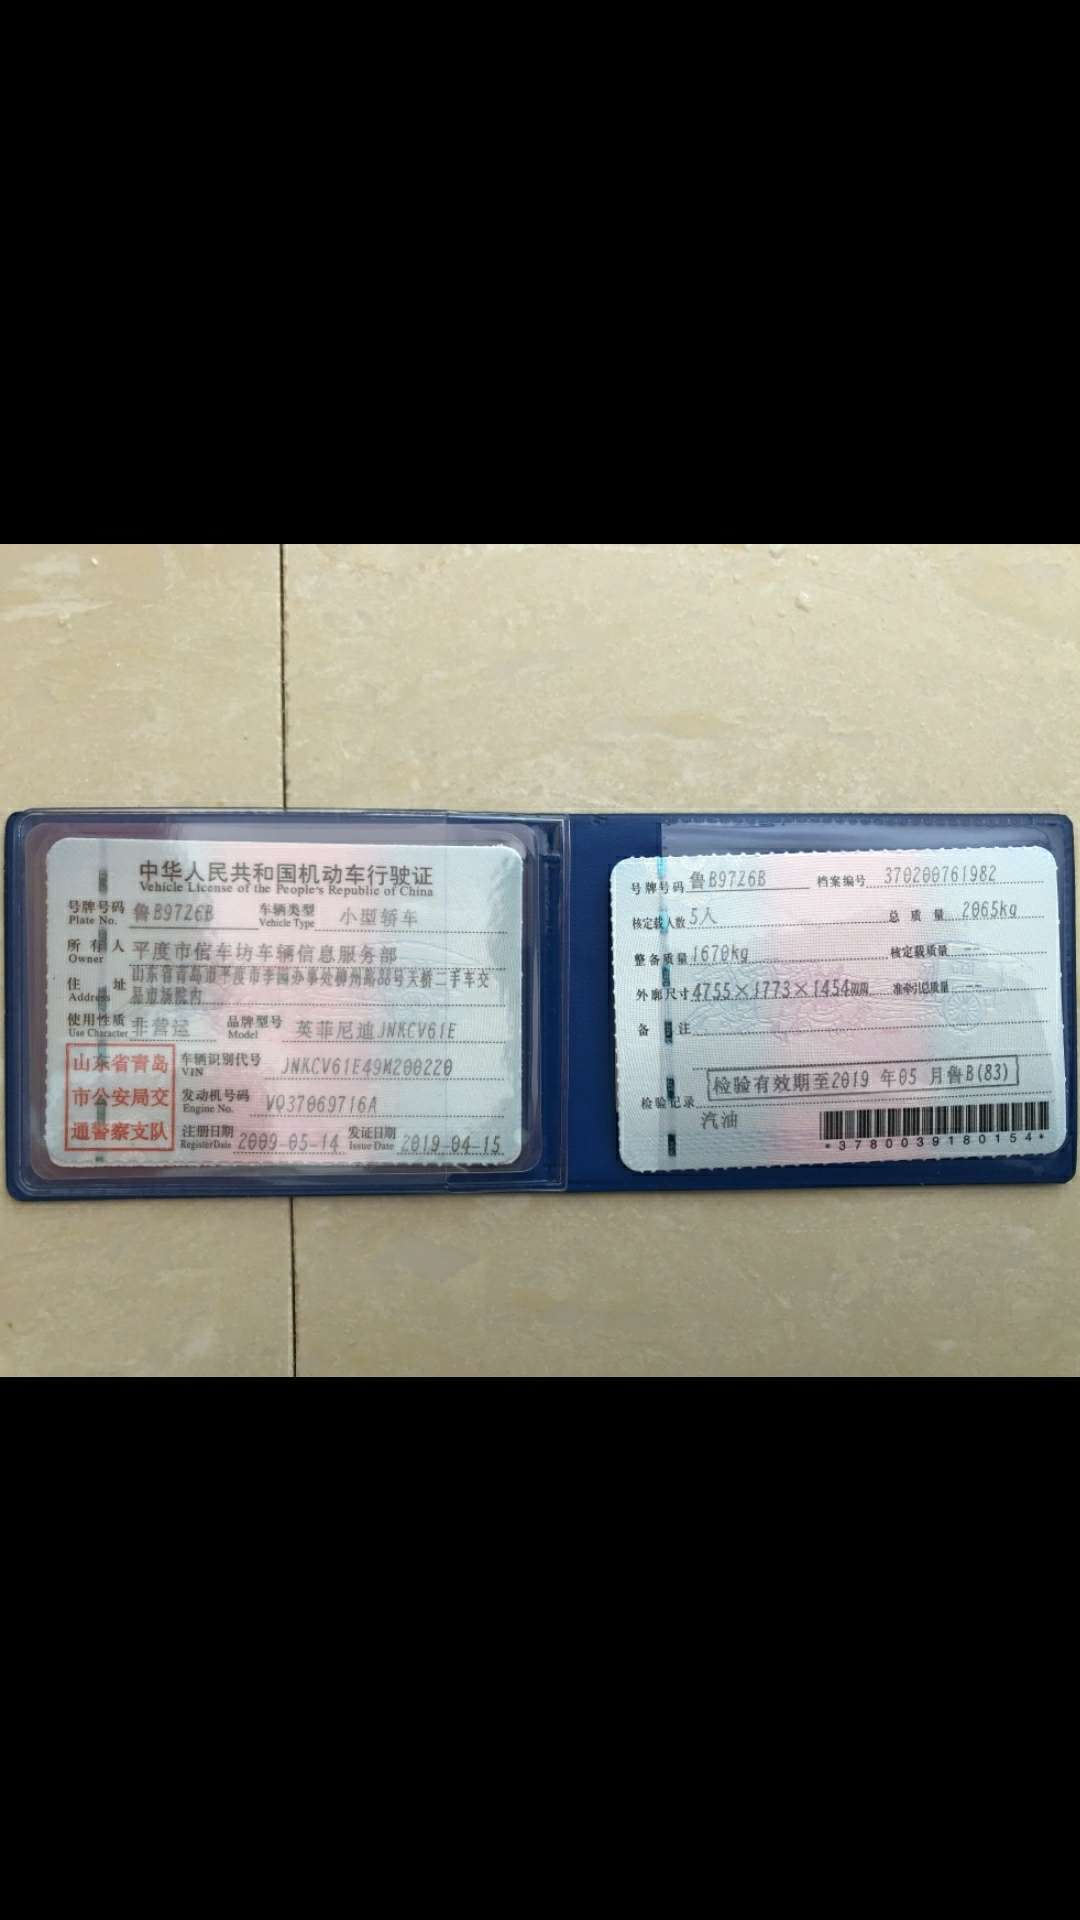 中华人民共和国机动车行驶证
Vehicle License of the People's Republic of China
号牌号码 鲁B97Z6B 车辆类型 小型轿车
Plate No. Vehicle Type
所有人 平度市信车坊车辆信息服务部
Owner
住址 山东省青岛市平度市李园办事处柳州路88号天桥二手车交
Address 易市场院内
使用性质 非营运 品牌型号 英菲尼迪JNKCV61E
Use Character Model
山东省青岛
市公安局交
通警察支队
车辆识别代号 JNKCV61E49M200220
VIN
发动机号码 VQ37069716A
Engine No.
注册日期 2009-05-14 发证日期 2019-04-15
Register Date Issue Date
号牌号码 鲁B97Z6B 档案编号 370200761982
核定载人数 5人 总质量 2065kg
整备质量 1670kg 核定载质量 --
外廓尺寸 4755×1773×1454mm 准牵引总质量 --
备注
检验记录 检验有效期至2019年05月鲁B(83)
汽油
*3780039180154*